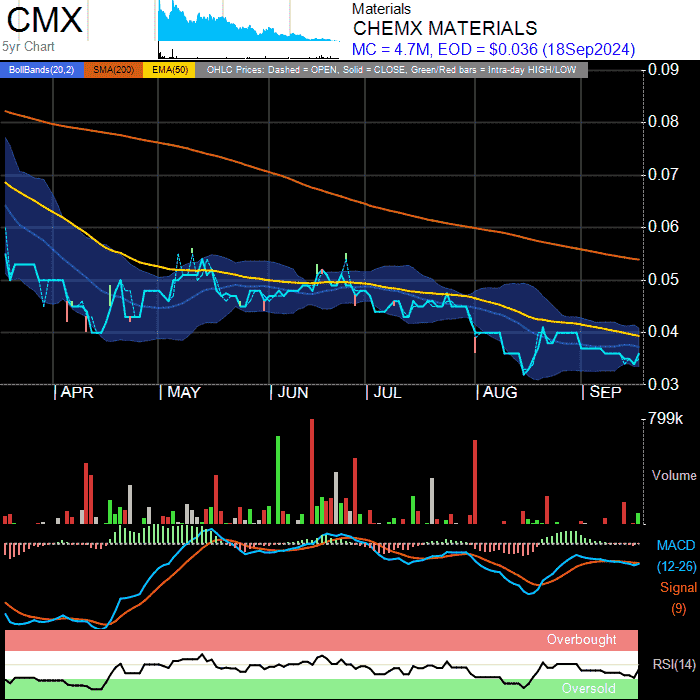 CMX
5yr Chart
Materials
CHEMX MATERIALS
MC = 4.7M, EOD = $0.036 (18Sep2024)
BollBands(20,2) SMA(200) EMA(50) OHLC Prices: Dashed = OPEN, Solid = CLOSE, Green/Red bars = Intra-day HIGH/LOW
0.09
0.08
0.07
0.06
0.05
0.04
0.03
APR MAY JUN JUL AUG SEP
799k
Volume
MACD
(12-26)
Signal
(9)
Overbought
RSI(14)
Oversold